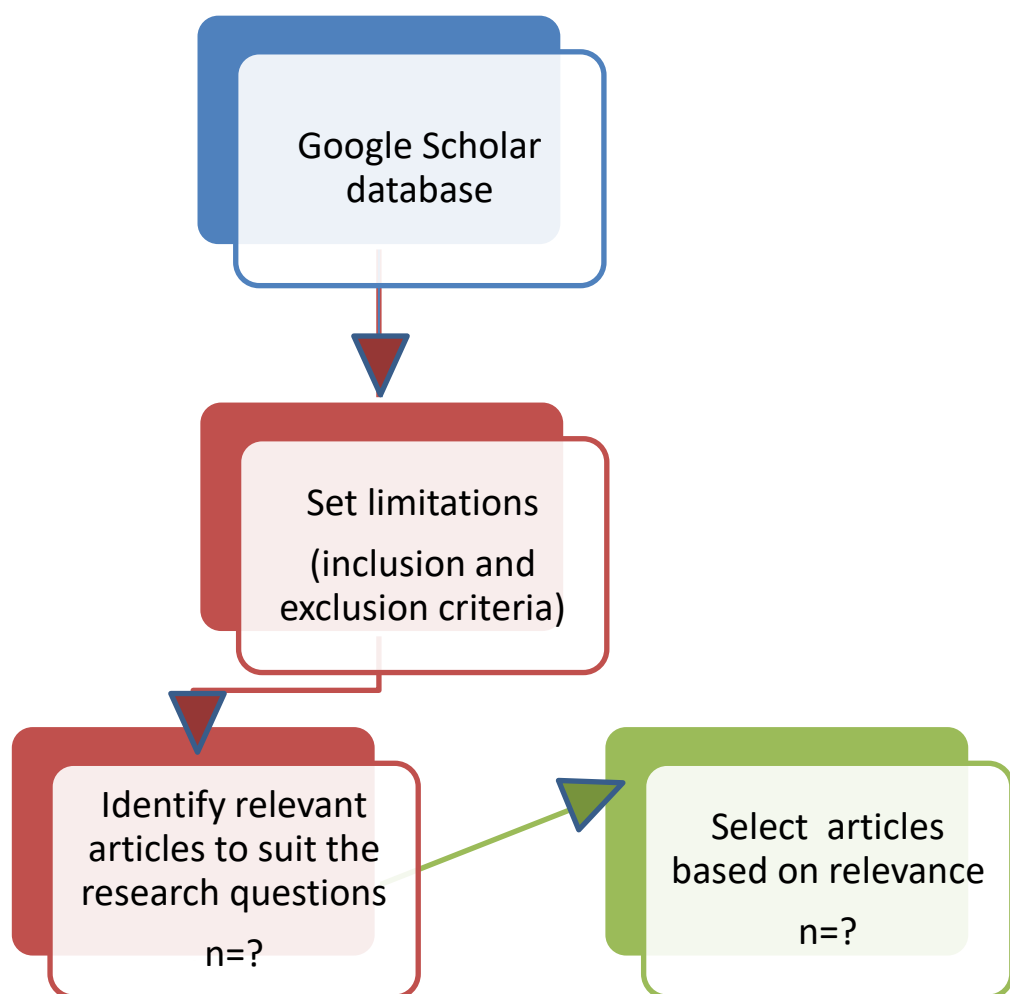 Google Scholar
database
Set limitations
(inclusion and
exclusion criteria)
Identify relevant
articles to suit the
research questions
n=?
Select articles
based on relevance
n=?